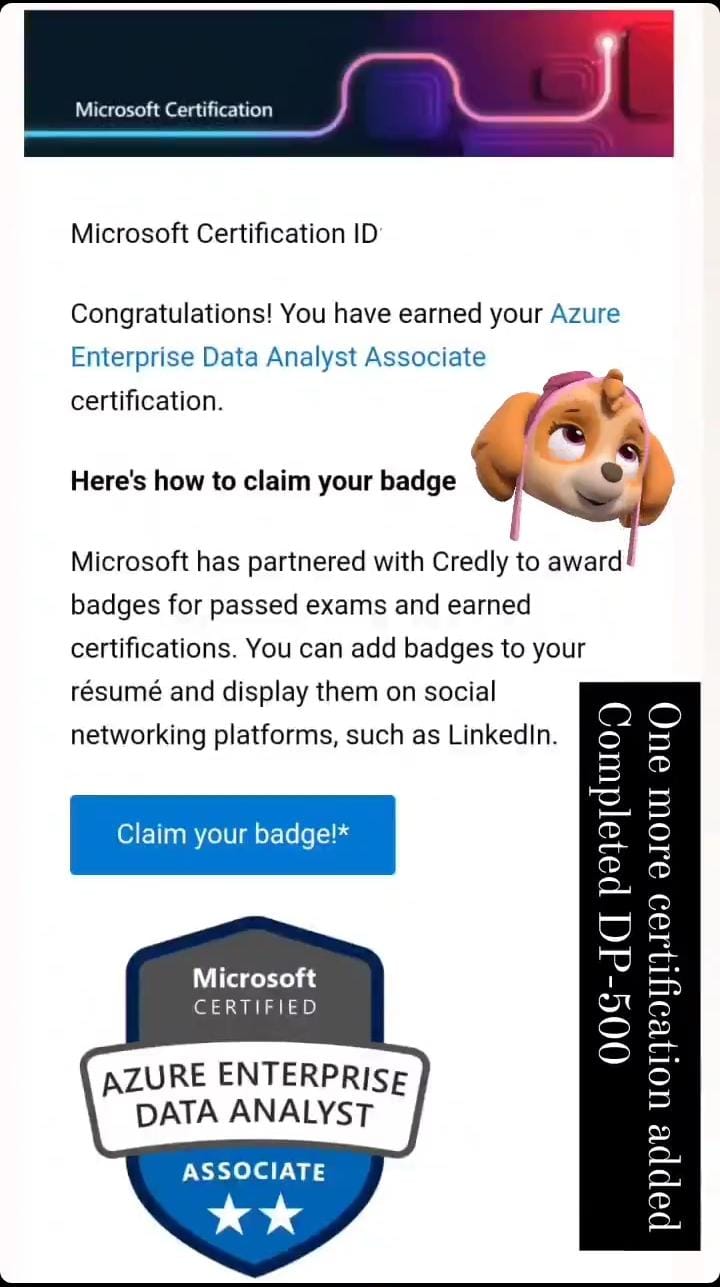 Microsoft Certification
Microsoft Certification ID
Congratulations! You have earned your Azure
Enterprise Data Analyst Associate
certification.
Here's how to claim your badge
Microsoft has partnered with Credly to award
badges for passed exams and earned
certifications. You can add badges to your
résumé and display them on social
networking platforms, such as LinkedIn.
Claim your badge!*
Microsoft
CERTIFIED
AZURE ENTERPRISE
DATA ANALYST
ASSOCIATE
One more certification added
Completed DP-500